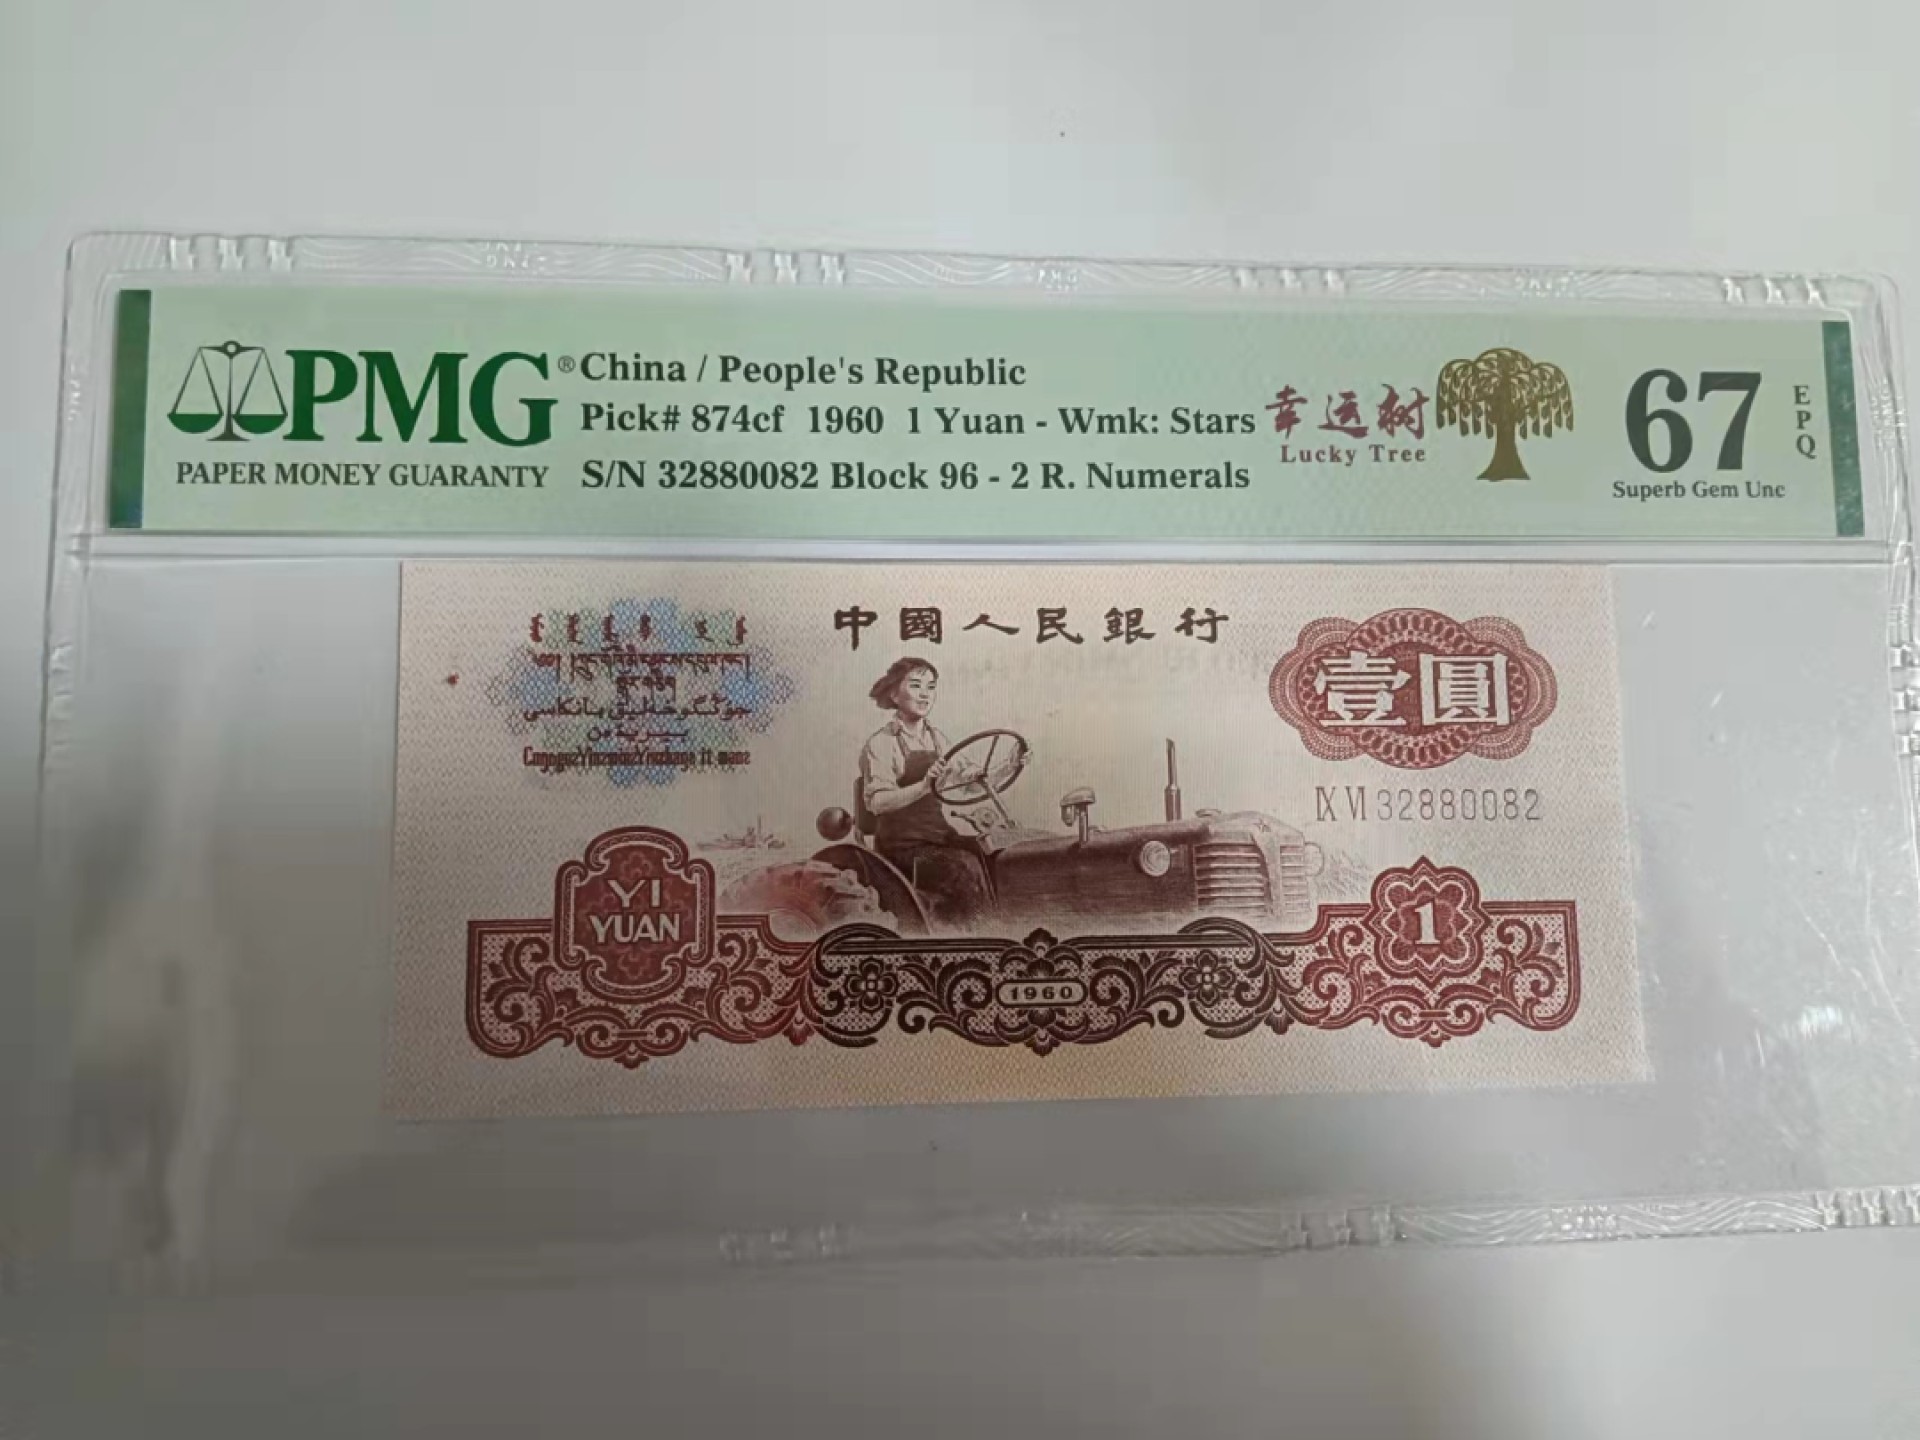 PMG®
PAPER MONEY GUARANTY
China / People's Republic
Pick# 874cf 1960 1 Yuan - Wmk: Stars
S/N 32880082 Block 96 - 2 R. Numerals
幸运树
Lucky Tree
67
EPQ
Superb Gem Unc
中國人民銀行
壹圓
IX VI 32880082
YI
YUAN
1960
1